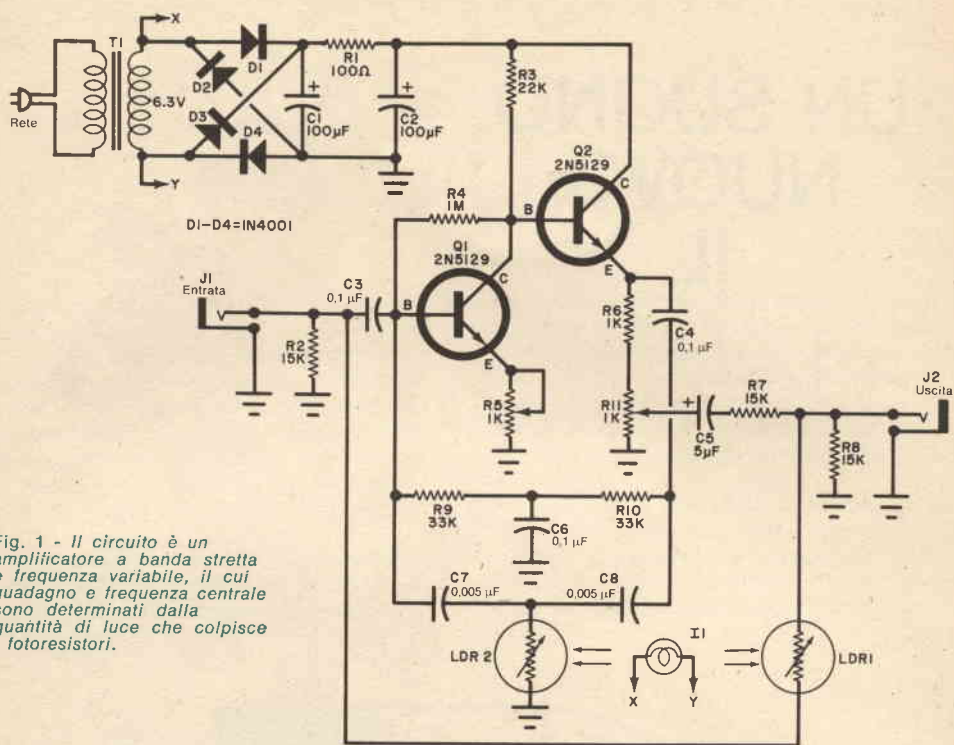 X
T1
D1
R1
100Ω
R3
22K
Rete
6.3V
D2
D3
D4
+
C1
100µF
+
C2
100µF
Y
Q2
2N5129
C
B
E
D1-D4=1N4001
R4
1M
Q1
2N5129
C
B
E
J1
Entrata
C3
0,1 µF
R2
15K
R5
1K
R6
1K
C4
0,1 µF
R11
1K
+
C5
5µF
R7
15K
J2
Uscita
R8
15K
R9
33K
C6
0,1 µF
R10
33K
C7
0,005 µF
C8
0,005 µF
LDR 2
I1
X
Y
LDR1
Fig. 1 - Il circuito è un
amplificatore a banda stretta
e frequenza variabile, il cui
guadagno e frequenza centrale
sono determinati dalla
quantità di luce che colpisce
i fotoresistori.